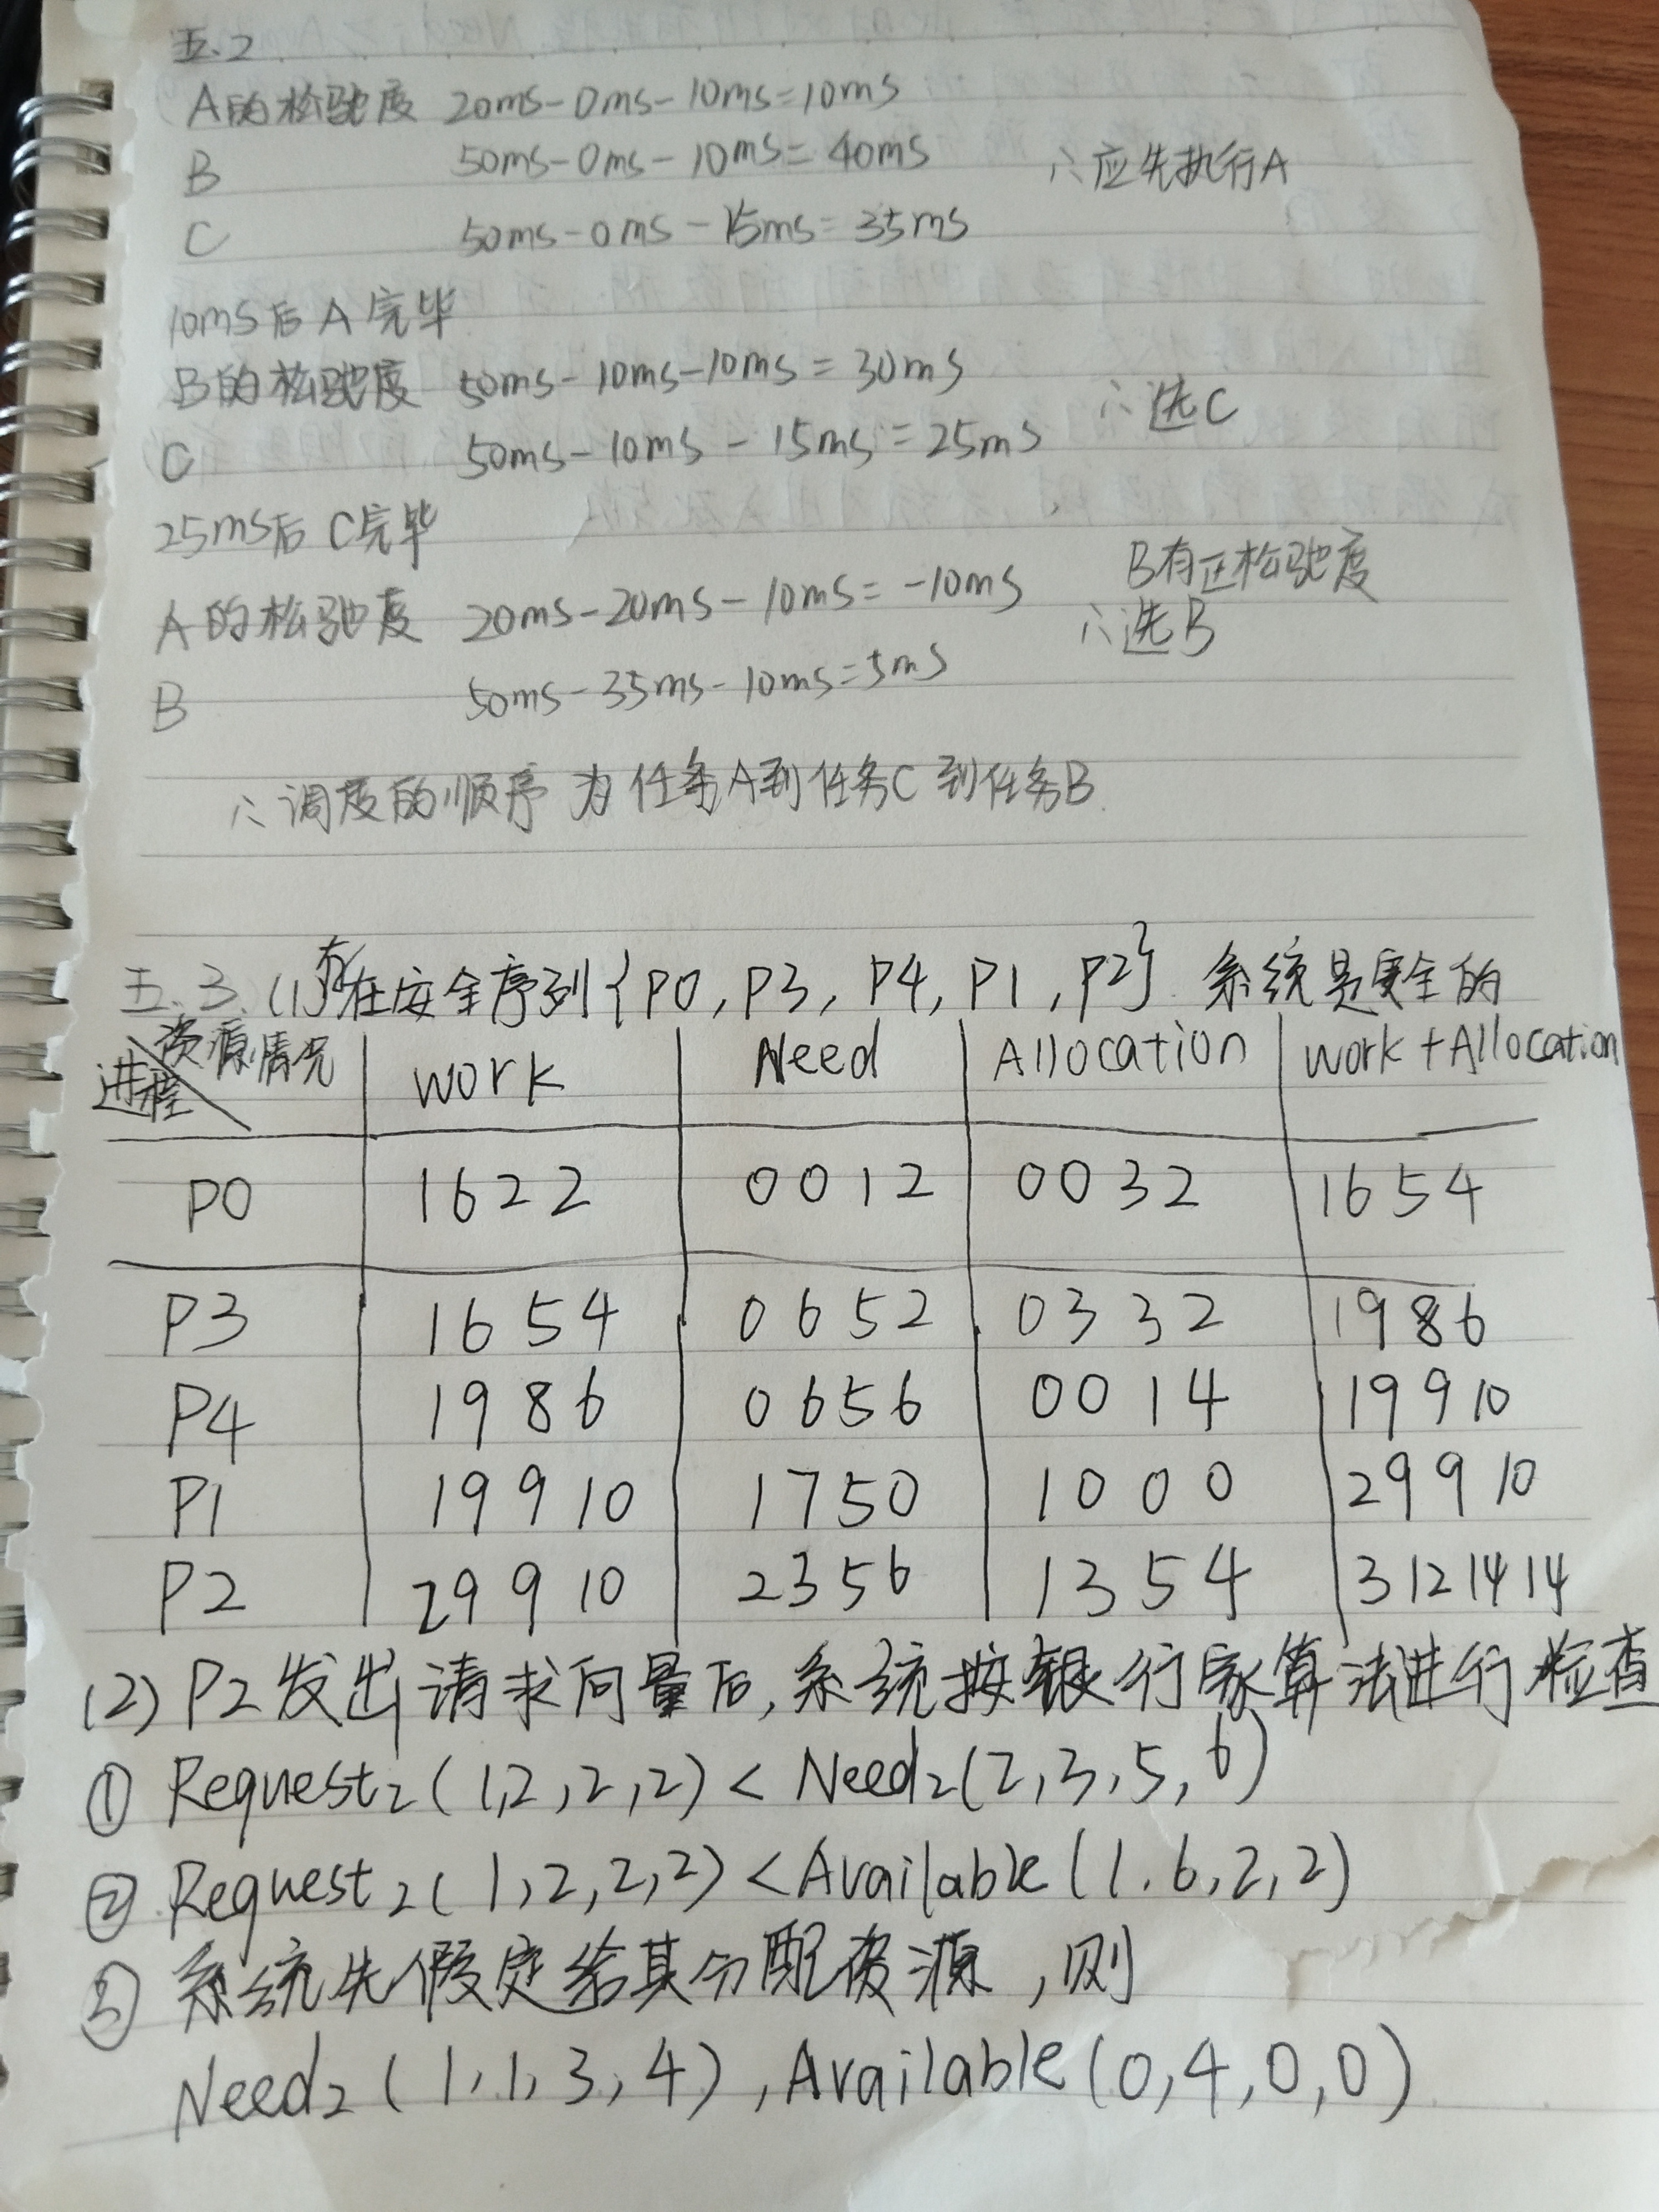 五.2
A的松驰度 20ms-0ms-10ms=10ms
B 50ms-0ms-10ms=40ms ∴应先执行A
C 50ms-0ms-15ms=35ms
10ms后A完毕
B的松驰度 50ms-10ms-10ms=30ms
C 50ms-10ms-15ms=25ms ∴选C
25ms后C完毕
A的松驰度 20ms-20ms-10ms=-10ms B有正松驰度
B 50ms-35ms-10ms=5ms ∴选B
∴调度的顺序为任务A到任务C到任务B
五.3.(1)存在安全序列{P0,P3,P4,P1,P2}.系统是安全的
资源情况 进程 work Need Allocation work+Allocation
P0 1622 0012 0032 1654
P3 1654 0652 0332 1986
P4 1986 0656 0014 19910
P1 19910 1750 1000 29910
P2 29910 2356 1354 3121414
(2)P2发出请求向量后,系统按银行家算法进行检查
① Request₂(1,2,2,2)<Need₂(2,3,5,6)
② Request₂(1,2,2,2)<Available(1.6,2,2)
③ 系统先假定给其分配资源,则
Need₂(1,1,3,4),Available(0,4,0,0)